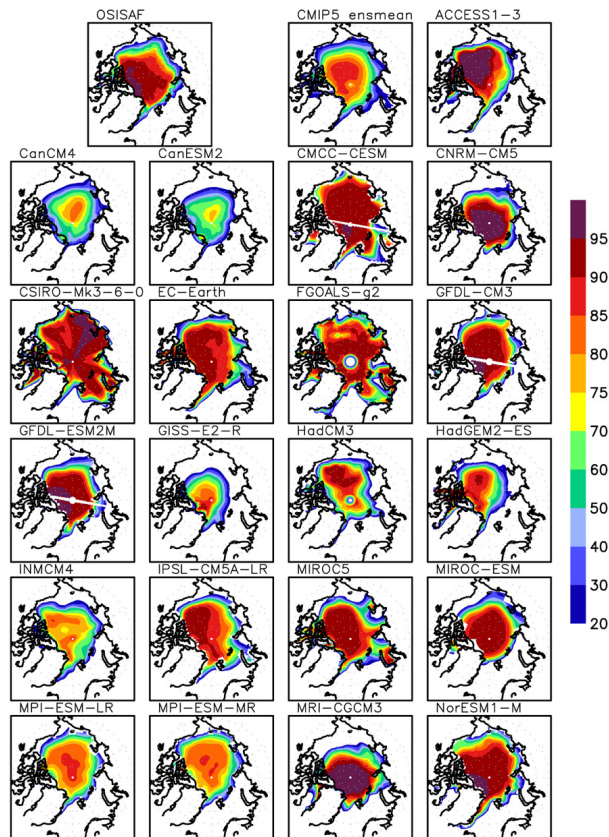 OSISAF CMIP5 ensmean ACCESS1-3
CanCM4 CanESM2 CMCC-CESM CNRM-CM5
CSIRO-Mk3-6-0 EC-Earth FGOALS-g2 GFDL-CM3
GFDL-ESM2M GISS-E2-R HadCM3 HadGEM2-ES
INMCM4 IPSL-CM5A-LR MIROC5 MIROC-ESM
MPI-ESM-LR MPI-ESM-MR MRI-CGCM3 NorESM1-M
95
90
85
80
75
70
60
50
40
30
20